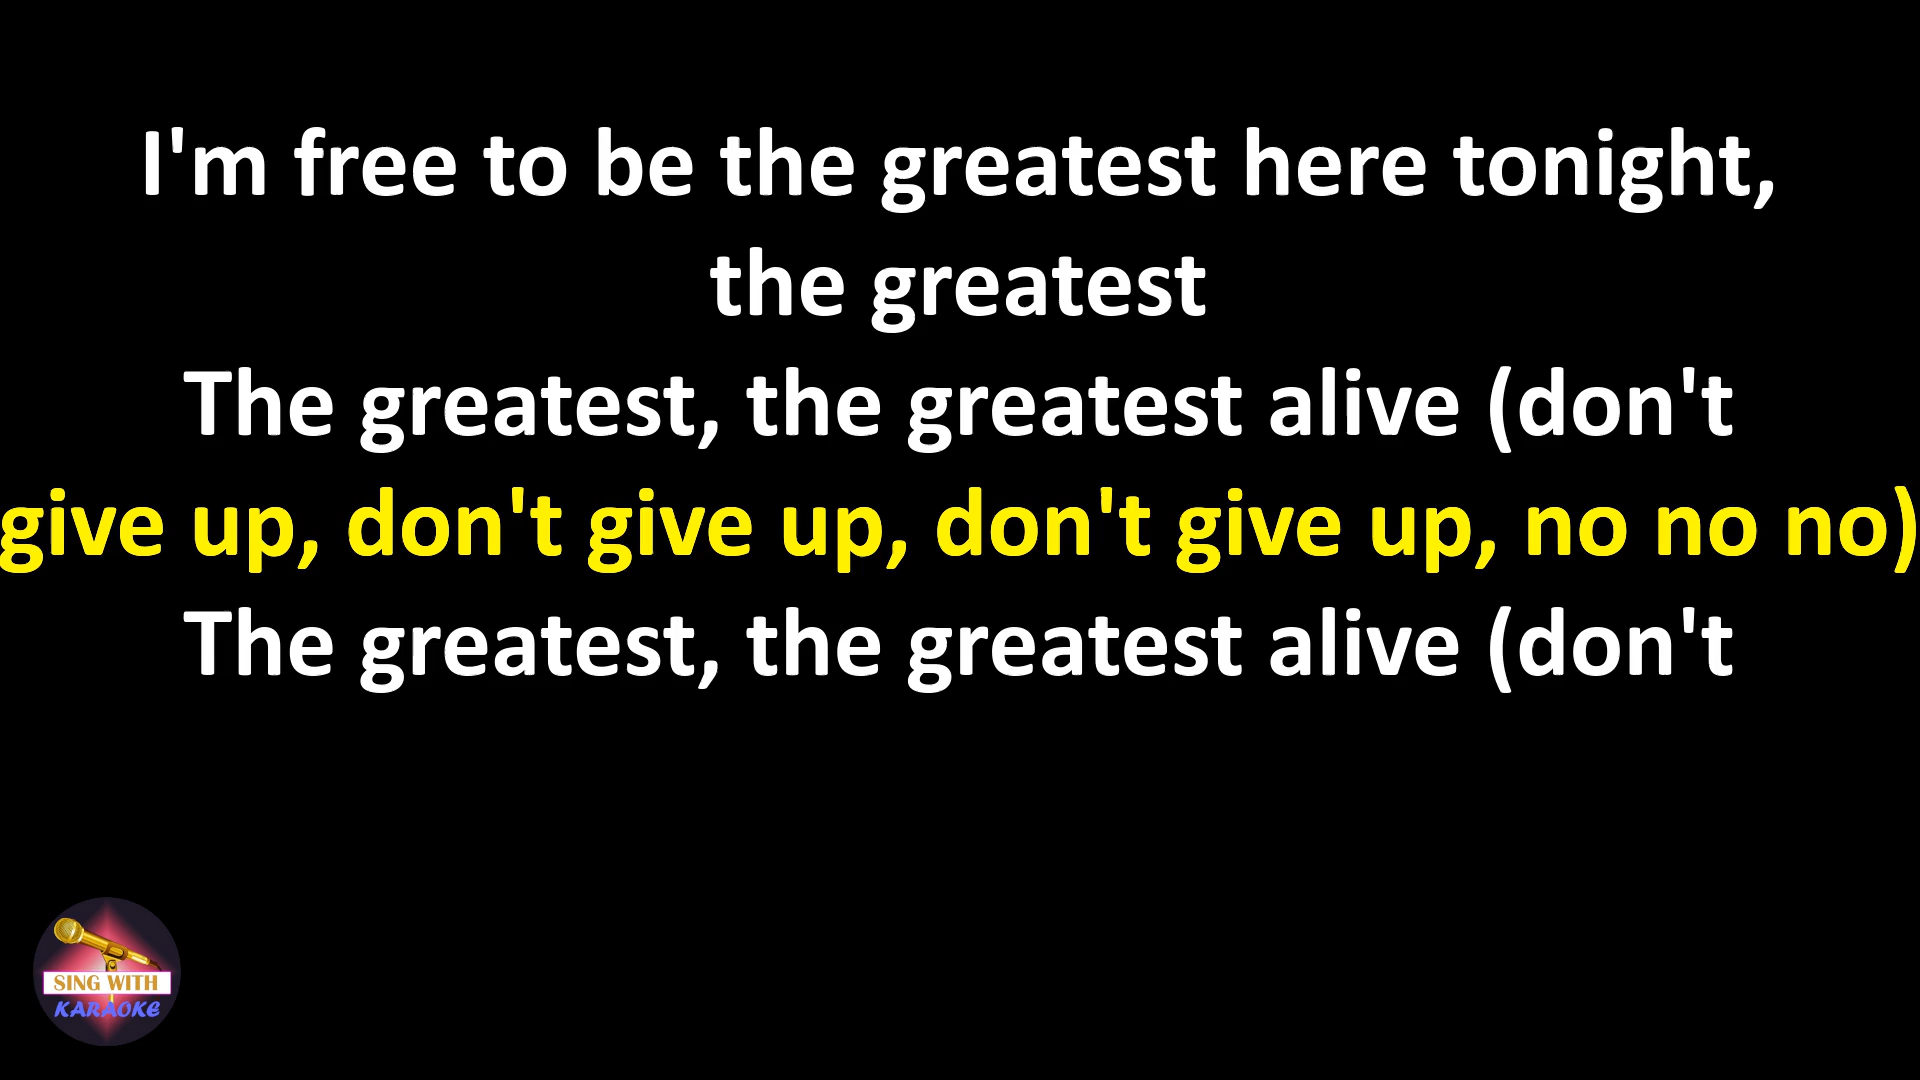 I'm free to be the greatest here tonight,
the greatest
The greatest, the greatest alive (don't
give up, don't give up, don't give up, no no no)
The greatest, the greatest alive (don't
SING WITH
KARAOKE